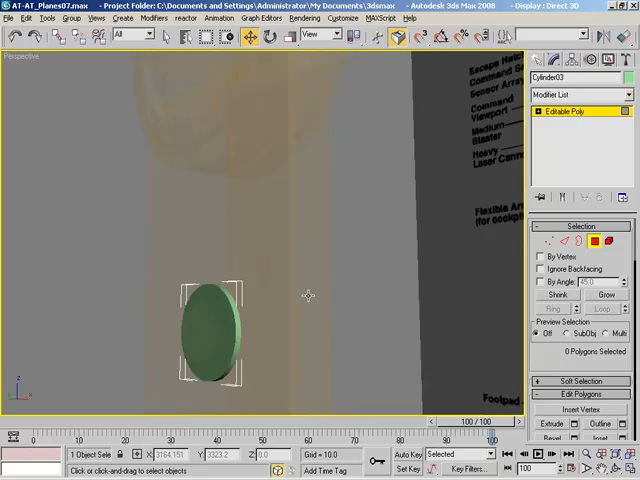 AT-AT_Planes07.max - Project Folder: C:\Documents and Settings\Administrator\My Documents\3dsmax - Autodesk 3ds Max 2008 - Display : Direct 3D
File Edit Tools Group Views Create Modifiers reactor Animation Graph Editors Rendering Customize MAXScript Help
All View
Perspective
Escape Hatch
Command
Sensor Array
Command
Viewport
Medium
Blaster
Heavy
Laser Cann
Flexible Ar
(for cockpi
Footpad
Cylinder03
Modifier List
Editable Poly
Selection
By Vertex
Ignore Backfacing
By Angle: 45.0
Shrink Grow
Ring Loop
Preview Selection
Off SubObj Multi
0 Polygons Selected
Soft Selection
Edit Polygons
Insert Vertex
Extrude Outline
Bevel Inset
100 / 100
0 10 20 30 40 50 60 70 80 90 100
1 Object Sele X: 3164.151 Y: 3323.2 Z: 0.0 Grid = 10.0 Auto Key Selected
Click or click-and-drag to select objects Add Time Tag Set Key Key Filters... 100